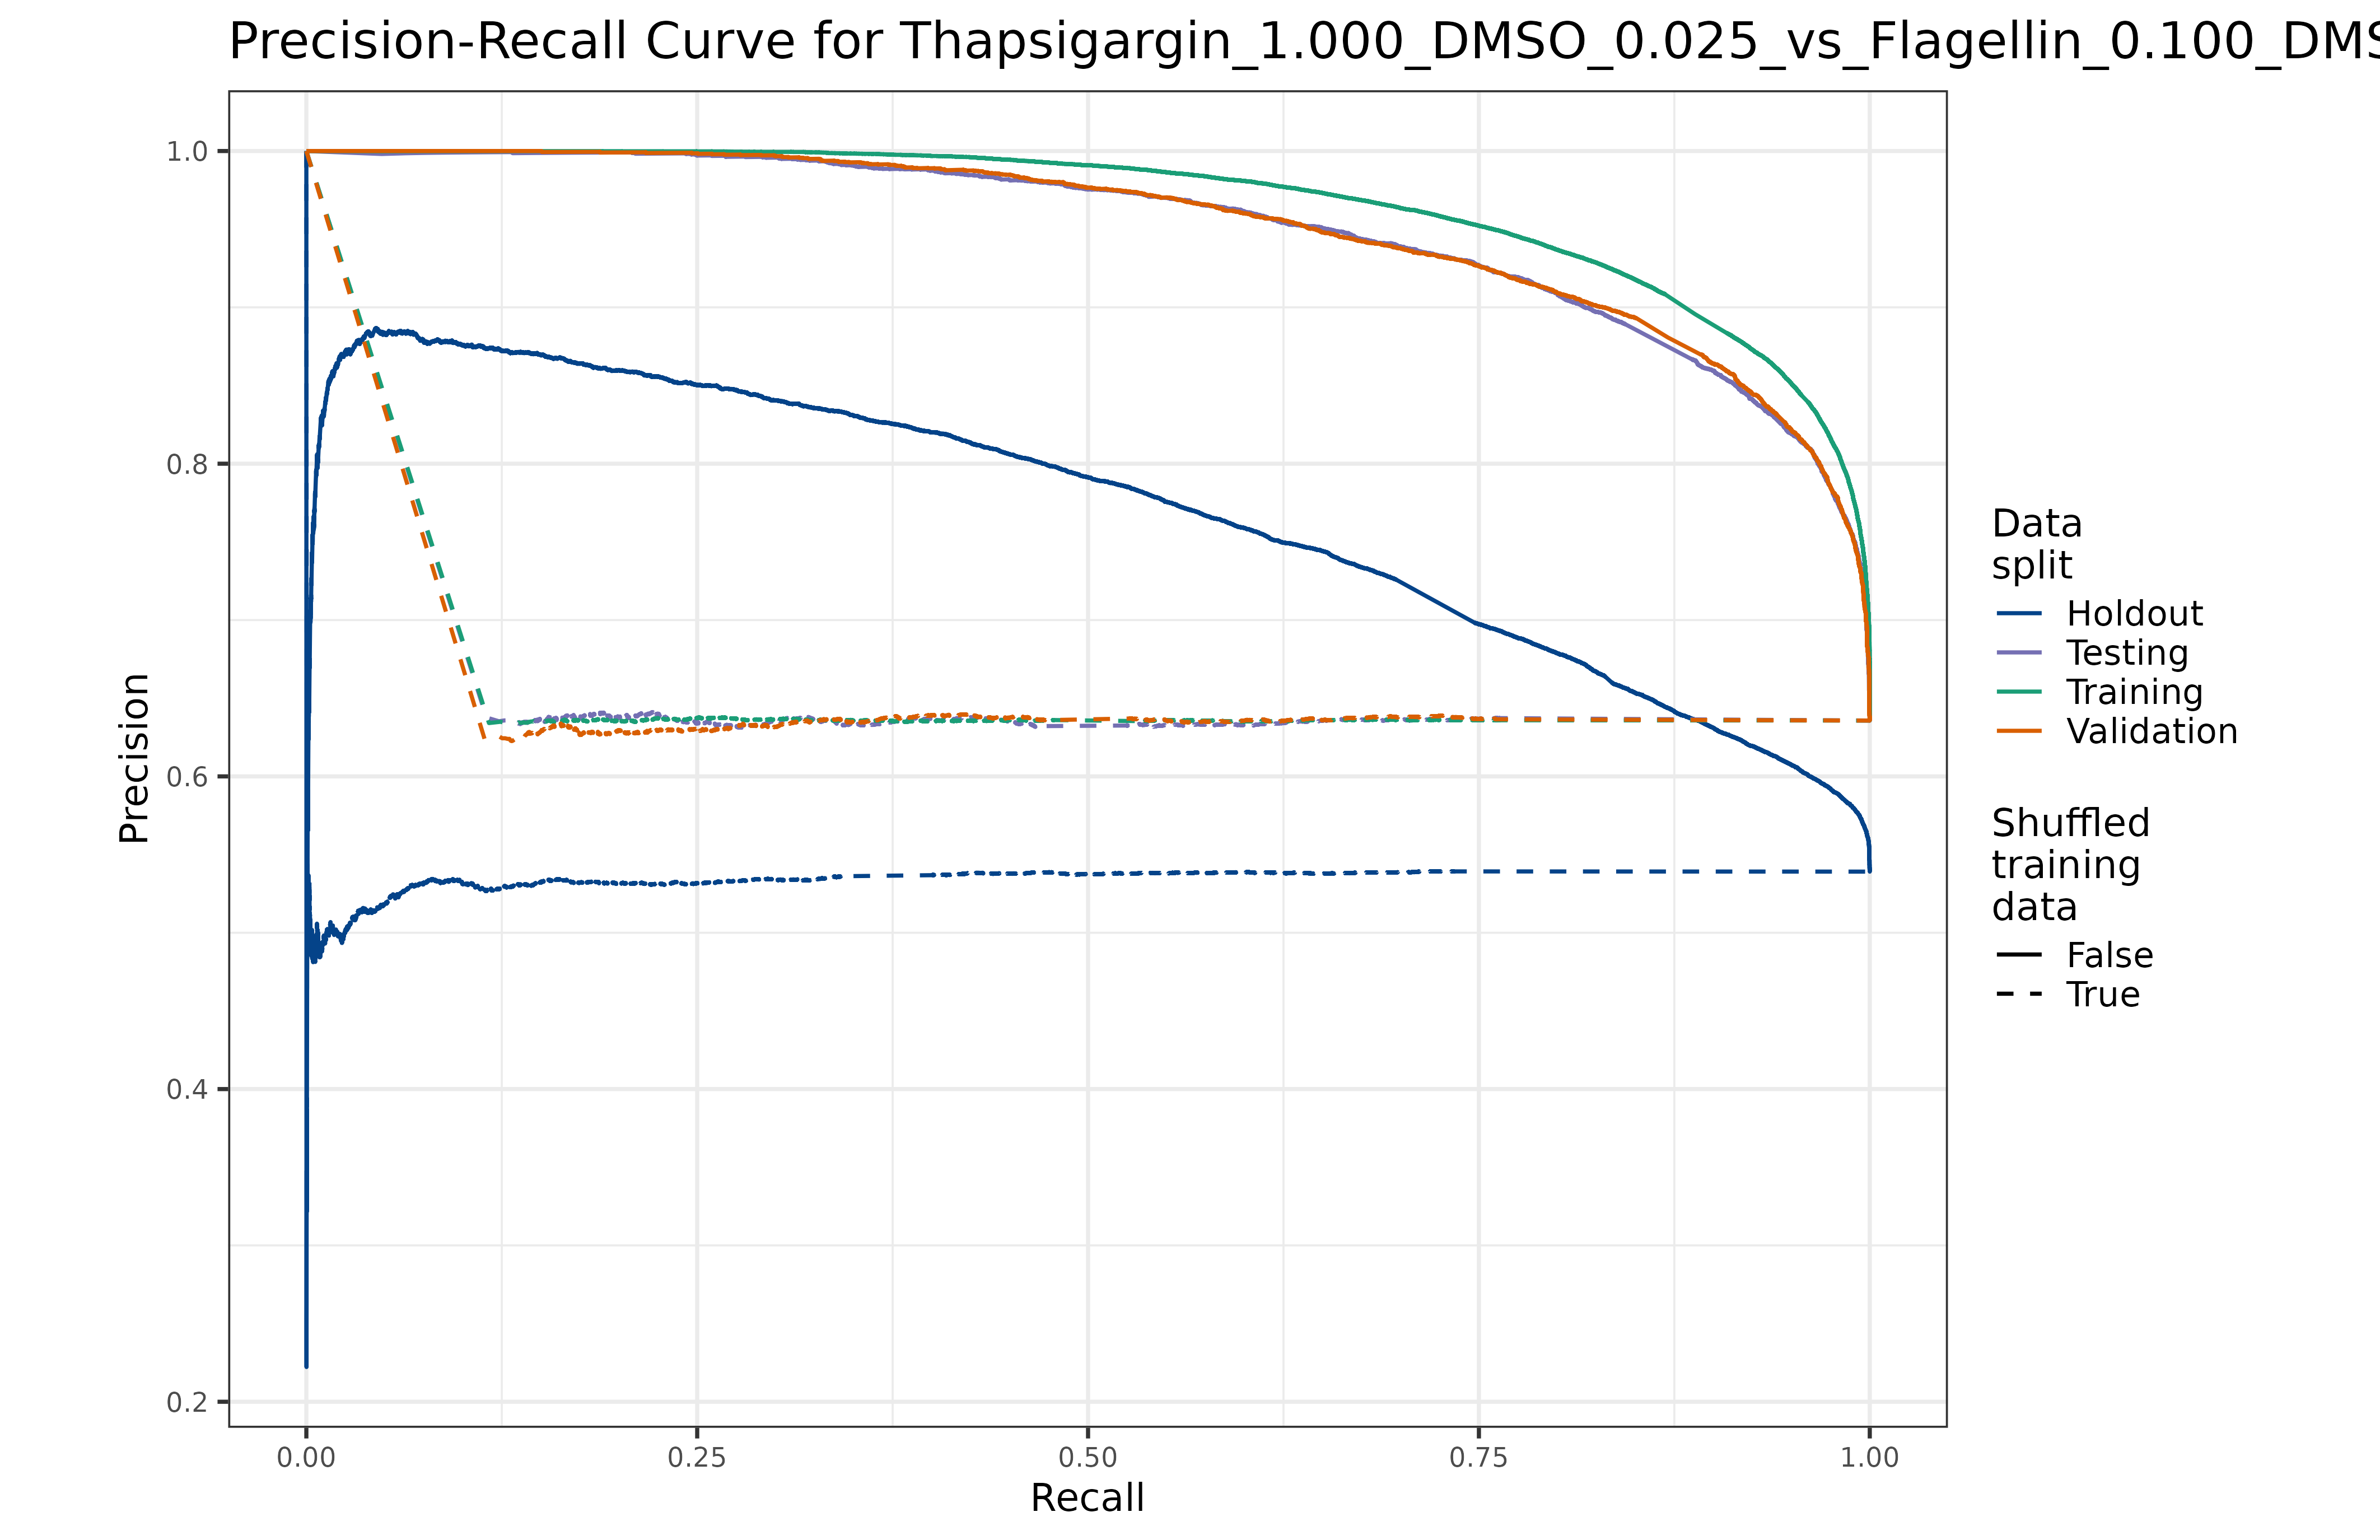 Precision-Recall Curve for Thapsigargin_1.000_DMSO_0.025_vs_Flagellin_0.100_DMS
1.0
0.8
0.6
0.4
0.2
Precision
0.00
0.25
0.50
0.75
1.00
Recall
Data
split
Holdout
Testing
Training
Validation
Shuffled
training
data
False
True